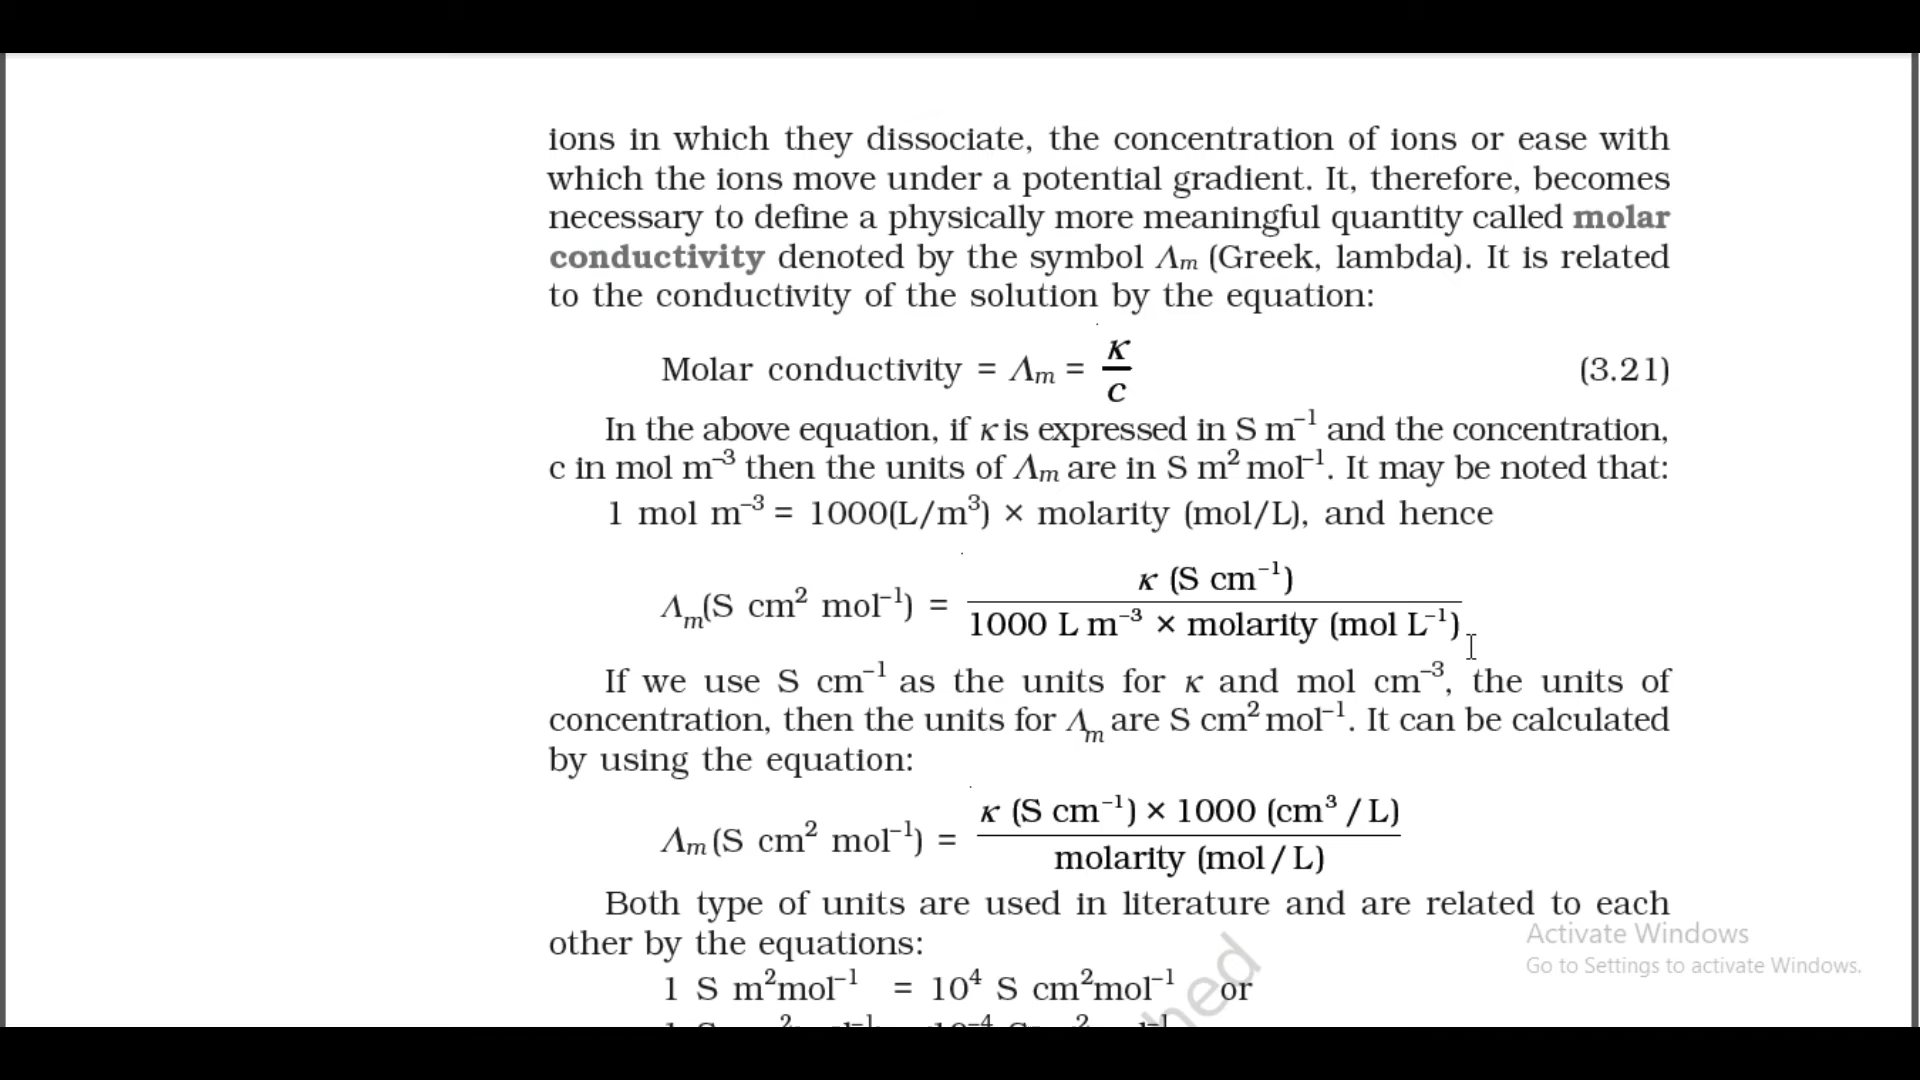 ions in which they dissociate, the concentration of ions or ease with
which the ions move under a potential gradient. It, therefore, becomes
necessary to define a physically more meaningful quantity called molar
conductivity denoted by the symbol Λm (Greek, lambda). It is related
to the conductivity of the solution by the equation:
Molar conductivity = Λm = κ/c (3.21)
In the above equation, if κ is expressed in S m⁻¹ and the concentration,
c in mol m⁻³ then the units of Λm are in S m² mol⁻¹. It may be noted that:
1 mol m⁻³ = 1000(L/m³) × molarity (mol/L), and hence
Λm(S cm² mol⁻¹) = κ (S cm⁻¹) / 1000 L m⁻³ × molarity (mol L⁻¹)
If we use S cm⁻¹ as the units for κ and mol cm⁻³, the units of
concentration, then the units for Λm are S cm² mol⁻¹. It can be calculated
by using the equation:
Λm (S cm² mol⁻¹) = κ (S cm⁻¹) × 1000 (cm³ / L) / molarity (mol / L)
Both type of units are used in literature and are related to each
other by the equations:
1 S m²mol⁻¹ = 10⁴ S cm²mol⁻¹ or
Activate Windows
Go to Settings to activate Windows.